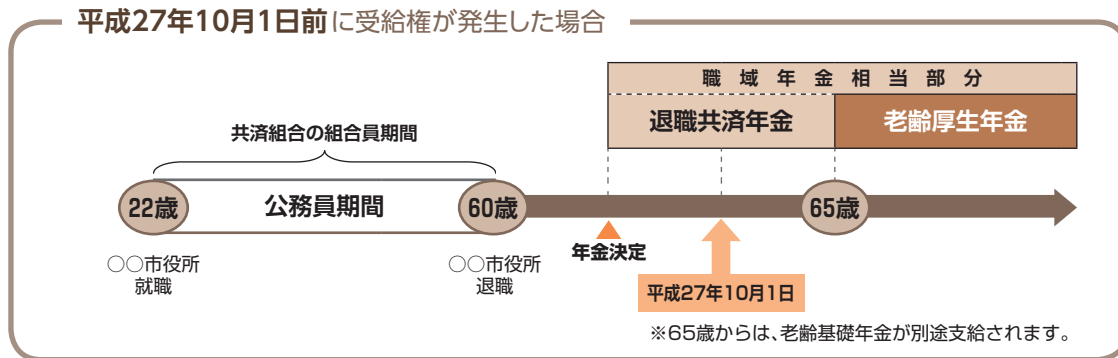 平成27年10月1日前に受給権が発生した場合
職域年金相当部分
退職共済年金
老齢厚生年金
共済組合の組合員期間
22歳
公務員期間
60歳
65歳
○○市役所
就職
○○市役所
退職
年金決定
平成27年10月1日
※65歳からは、老齢基礎年金が別途支給されます。